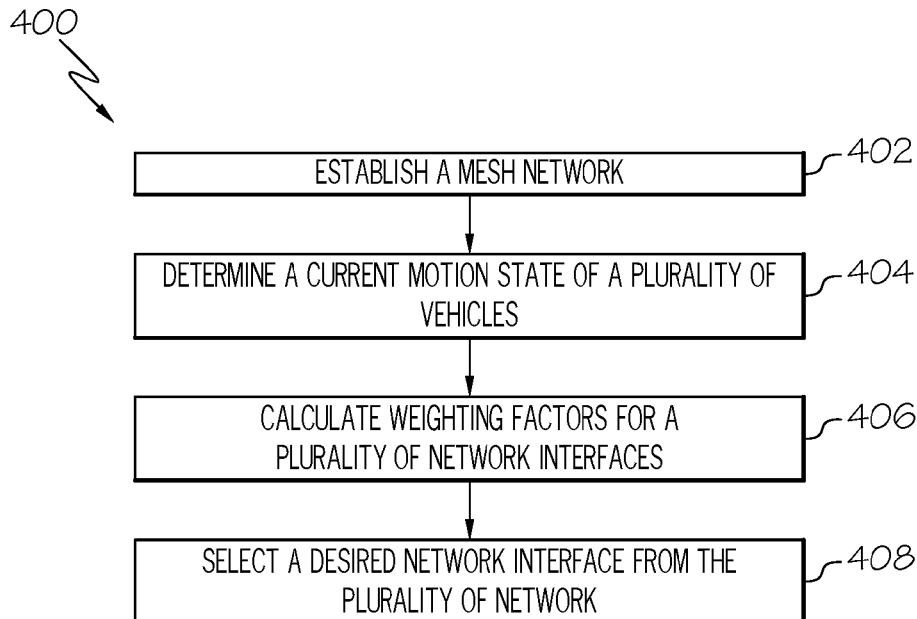 400
ESTABLISH A MESH NETWORK
402
DETERMINE A CURRENT MOTION STATE OF A PLURALITY OF
VEHICLES
404
CALCULATE WEIGHTING FACTORS FOR A
PLURALITY OF NETWORK INTERFACES
406
SELECT A DESIRED NETWORK INTERFACE FROM THE
PLURALITY OF NETWORK
408